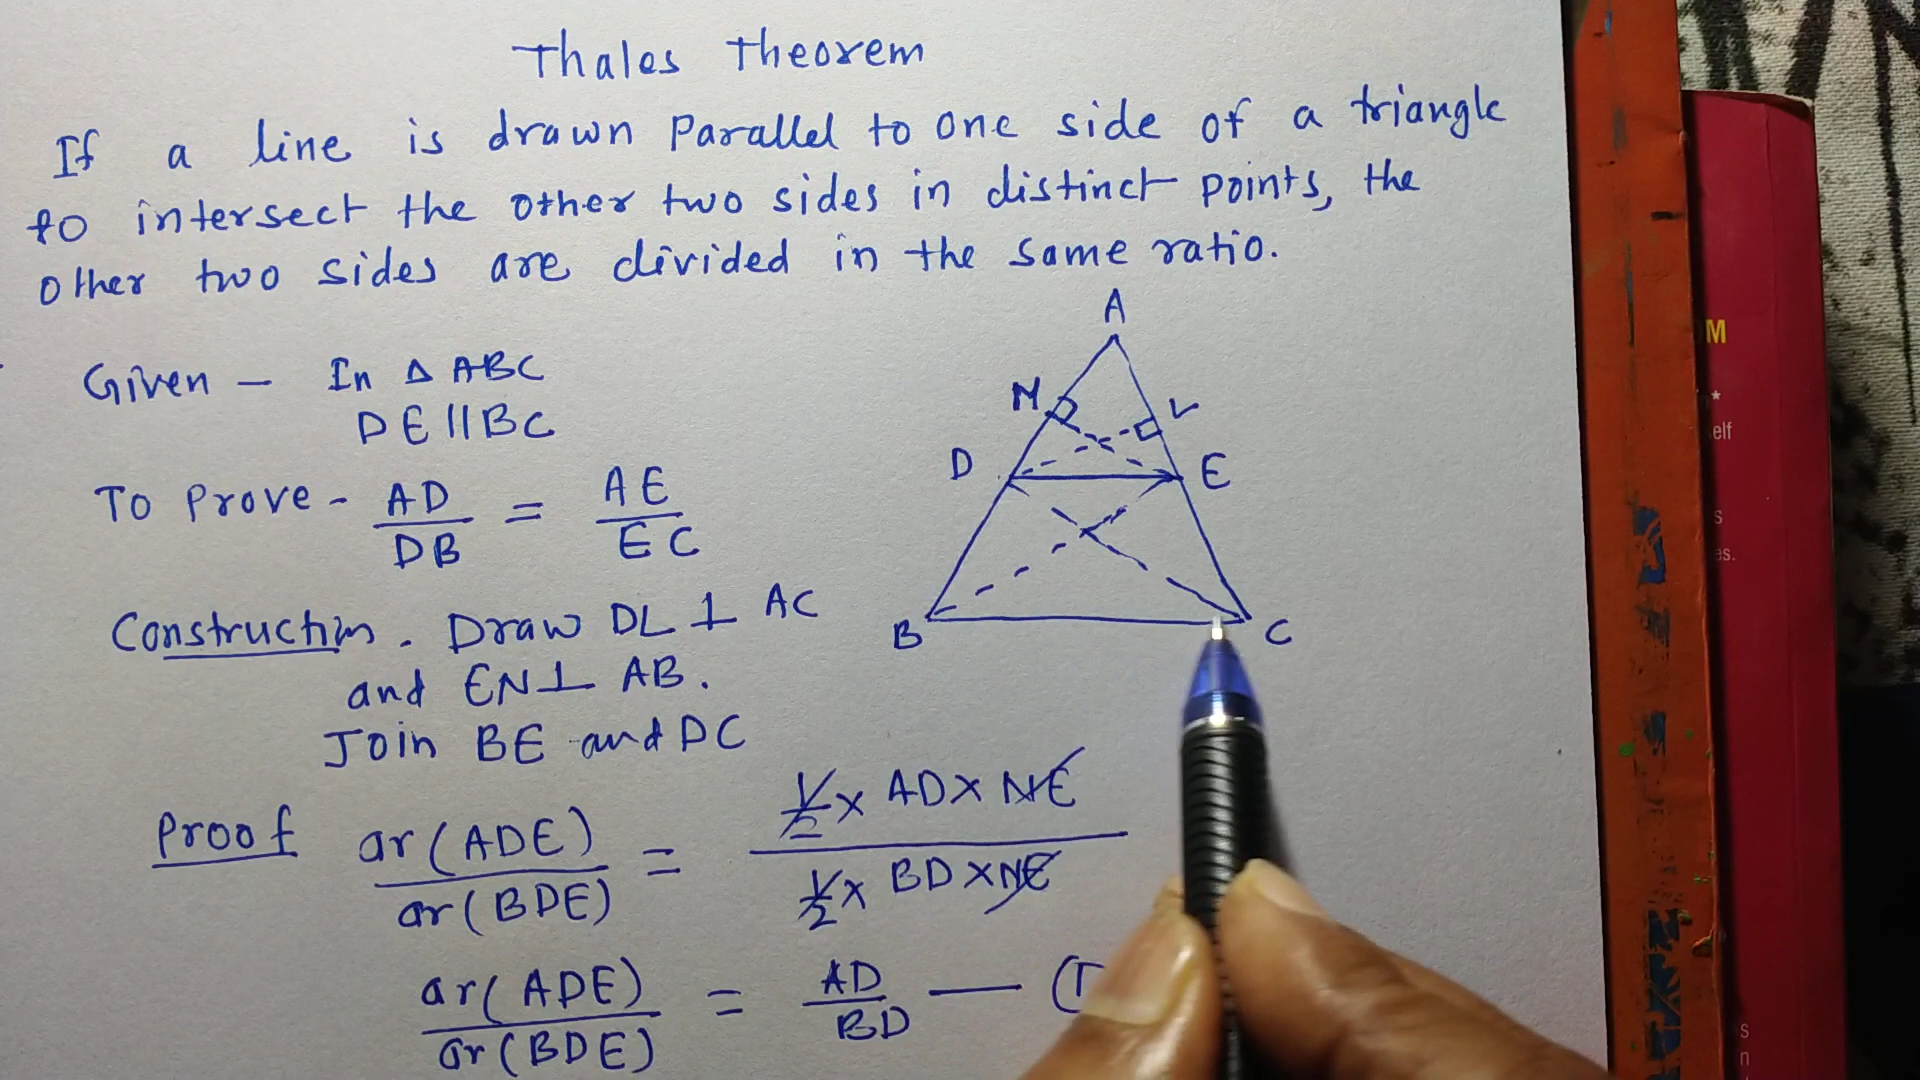 Thales Theorem
If a line is drawn Parallel to one side of a triangle
to intersect the other two sides in distinct points, the
other two sides are divided in the same ratio.
Given – In Δ ABC
DE || BC
To Prove - AD/DB = AE/EC
Construction. Draw DL ⊥ AC
and EN ⊥ AB.
Join BE and DC
Proof ar(ADE)/ar(BDE) = 1/2 x AD x NE / 1/2 x BD x NE
ar(ADE)/ar(BDE) = AD/BD — (I
A
N
L
D
E
B
C
M
elf
s
es.
s
n